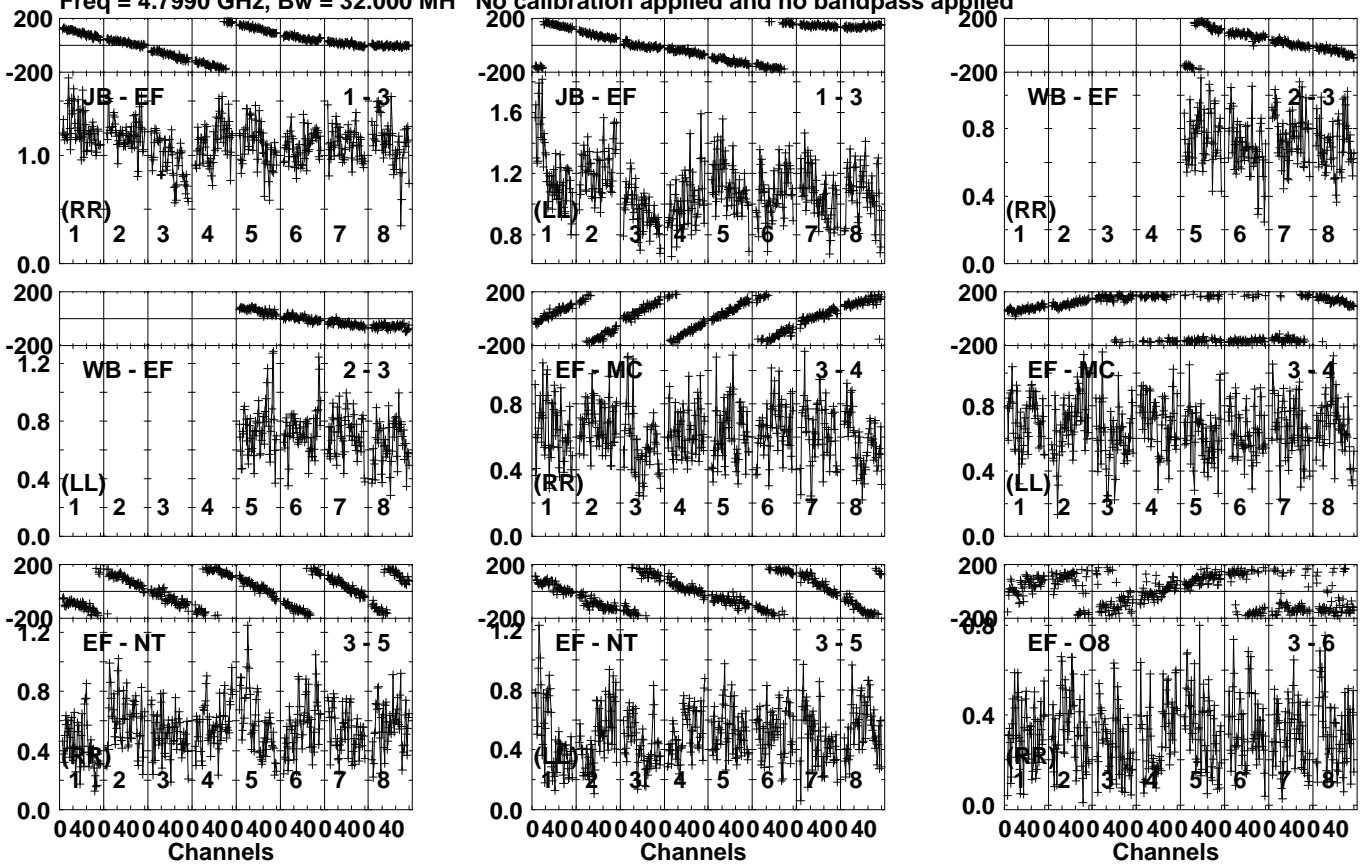 Freq = 4.7990 GHz, Bw = 32.000 MH No calibration applied and no bandpass applied
200 200 200
-200 -200 -200
JB - EF 1 - 3 JB - EF 1 - 3 WB - EF 2 - 3
1.6
1.0 1.2 0.8
0.4
(RR) (LL) (RR)
1 2 3 4 5 6 7 8 0.8 1 2 3 4 5 6 7 8 1 2 3 4 5 6 7 8
0.0 0.0
200 200 200
-200 -200 -200
1.2 WB - EF 2 - 3 EF - MC 3 - 4 EF - MC 3 - 4
0.8 0.8 0.8
0.4 0.4 0.4
(LL) (RR) (LL)
1 2 3 4 5 6 7 8 1 2 3 4 5 6 7 8 1 2 3 4 5 6 7 8
0.0 0.0 0.0
200 200 200
-200 -200 -200
1.2 EF - NT 3 - 5 1.2 EF - NT 3 - 5 0.8 EF - O8 3 - 6
0.8 0.8
0.4 0.4 0.4
(RR) (LL) (RR)
1 2 3 4 5 6 7 8 1 2 3 4 5 6 7 8 1 2 3 4 5 6 7 8
0.0 0.0 0.0
0 40 0 40 0 40 0 40 0 40 0 40 0 40 0 40 0 40 0 40 0 40 0 40 0 40 0 40 0 40 0 40 0 40 0 40 0 40 0 40 0 40 0 40 0 40 0 40
Channels Channels Channels